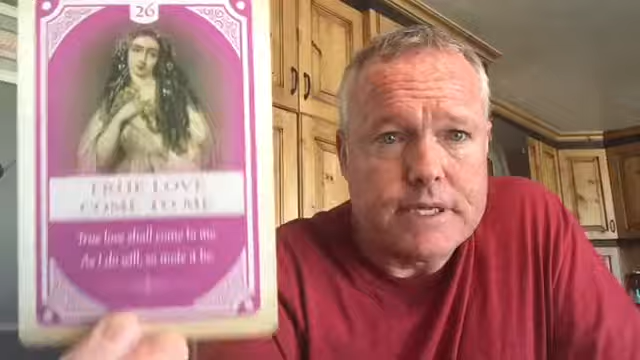 26
TRUE LOVE
COME TO ME
True love shall come to me.
As I do will, so mote it be.